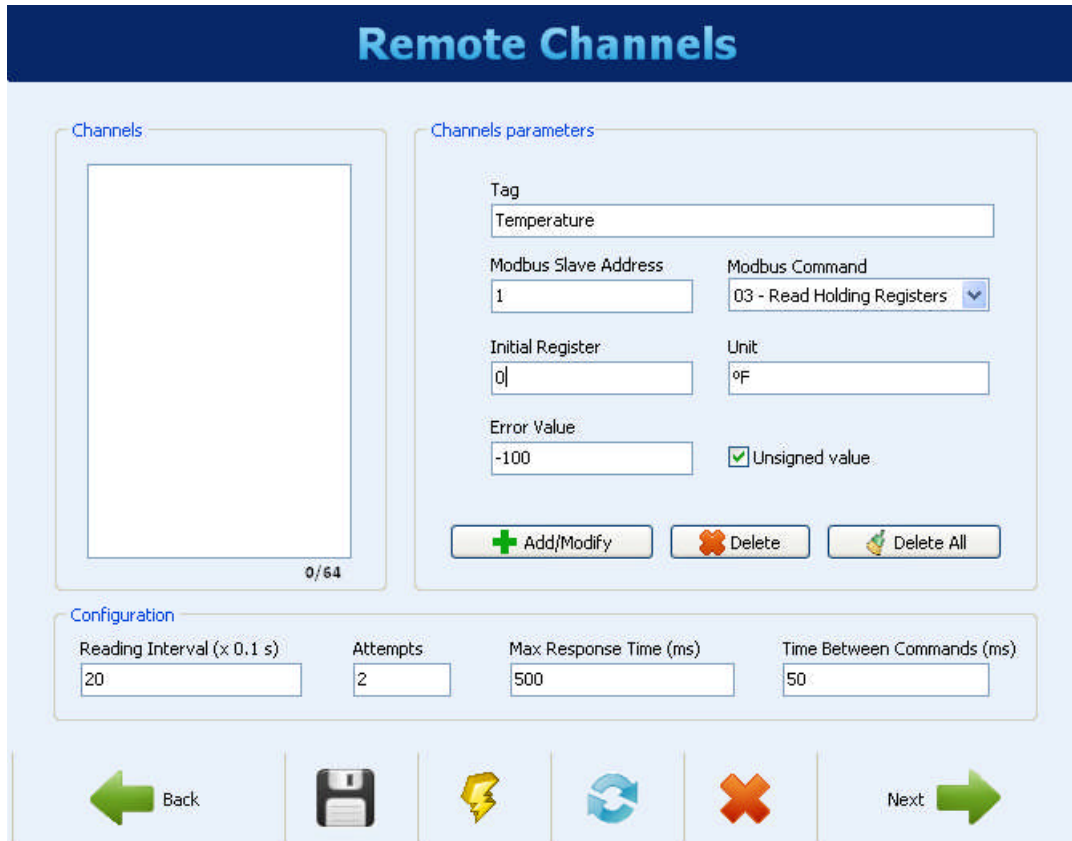 Remote Channels
Channels
0/64
Channels parameters
Tag
Temperature
Modbus Slave Address
Modbus Command
1
03 - Read Holding Registers
Initial Register
Unit
0
ºF
Error Value
-100
Unsigned value
Add/Modify
Delete
Delete All
Configuration
Reading Interval (x 0.1 s)
Attempts
Max Response Time (ms)
Time Between Commands (ms)
20
2
500
50
Back
Next